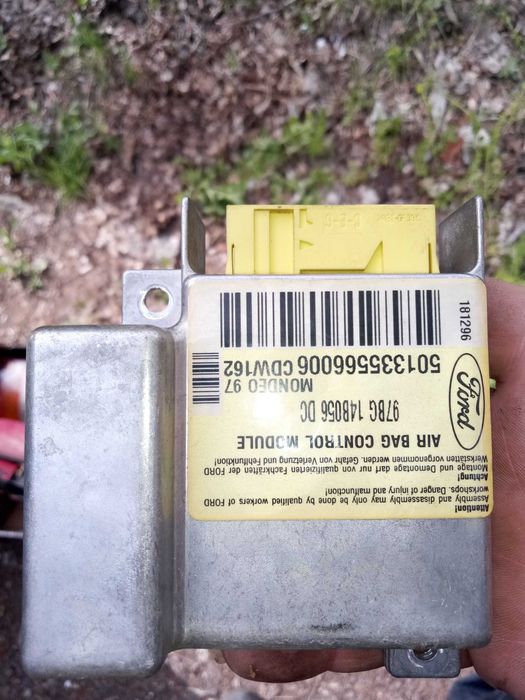 Attention!
Assembly and disassembly may only be done by qualified workers of FORD
workshops. Danger of injury and malfunction!
Achtung!
Montage und Demontage darf nur von qualifizierten Fachkräften der FORD
Werkstätten vorgenommen werden. Gefahr von Verletzung und Fehlfunktion!
AIR BAG CONTROL MODULE
Ford
97BG 14B056 DC
MONDEO 97
501335566006 CDW162
181296